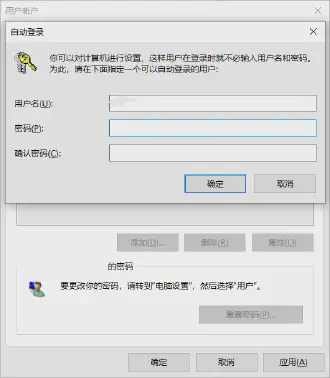 用户帐户
自动登录
你可以对计算机进行设置，这样用户在登录时就不必输入用户名和密码。
为此，请在下面指定一个可以自动登录的用户:
用户名(U):
密码(P):
确认密码(C):
确定
取消
添加(D)...
删除(R)
属性(O)
的密码
要更改你的密码，请转到"电脑设置"，然后选择"用户"。
重置密码(P)...
确定
取消
应用(A)